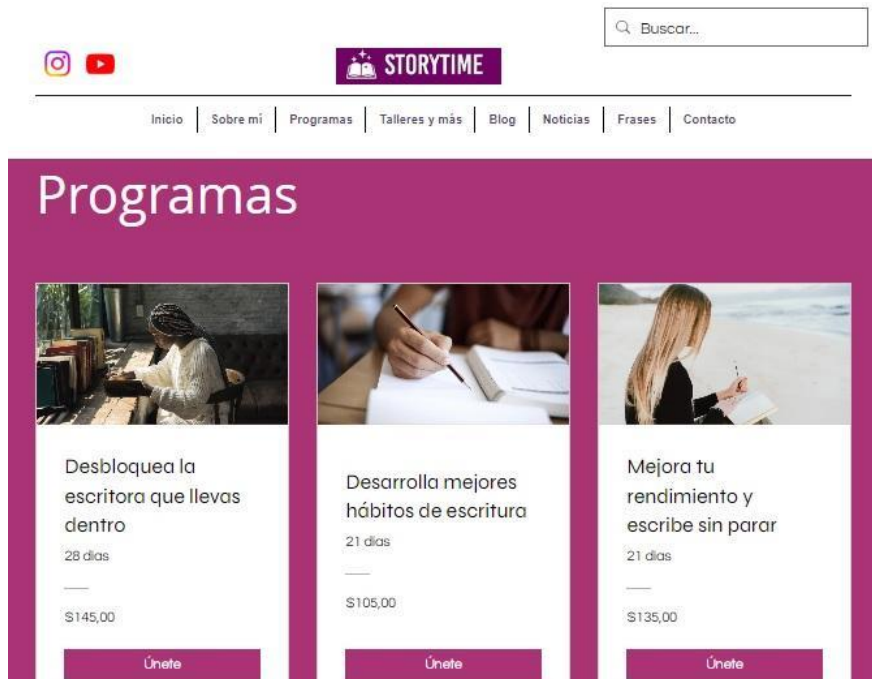 Buscar...
STORYTIME
Inicio Sobre mí Programas Talleres y más Blog Noticias Frases Contacto
Programas
Desbloquea la
escritora que llevas
dentro
28 días
$145,00
Únete
Desarrolla mejores
hábitos de escritura
21 días
$105,00
Únete
Mejora tu
rendimiento y
escribe sin parar
21 días
$135,00
Únete